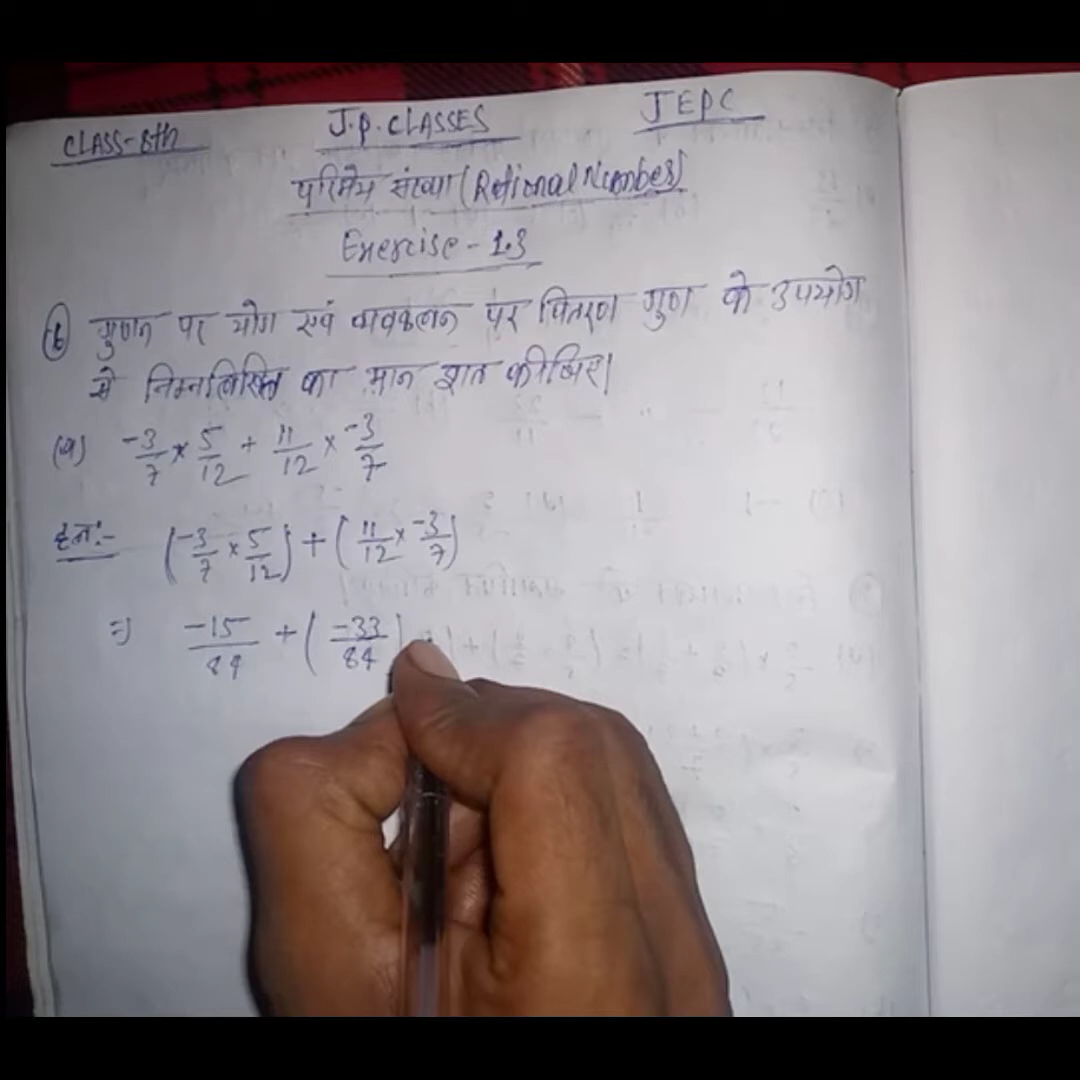 CLASS-8th J.P. CLASSES JEPC
परिमेय संख्या (Rational Number)
Exercise - 1.3
(6) गुणन पर योग एवं व्यवकलन पर वितरण गुण के उपयोग
से निम्नलिखित का मान ज्ञात कीजिए।
(a) -3/7 × 5/12 + 11/12 × -3/7
हल:- (-3/7 × 5/12) + (11/12 × -3/7)
⇒ -15/84 + (-33/84)